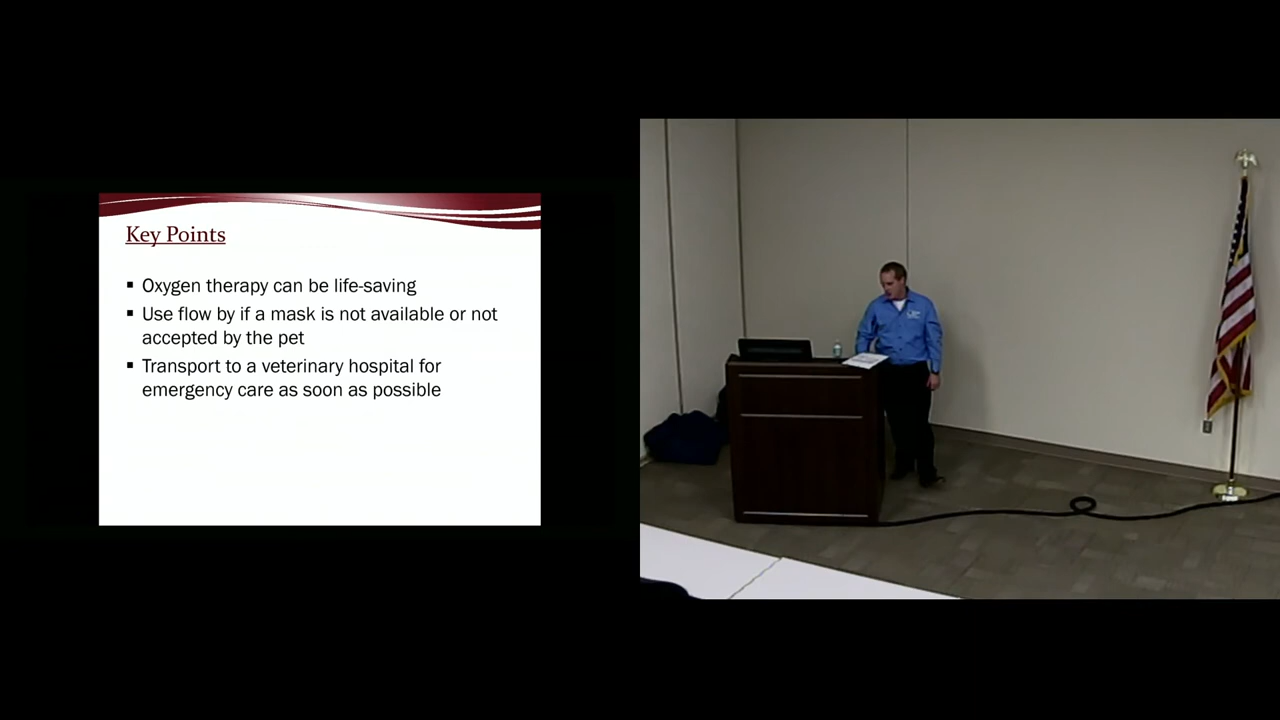 Key Points
▪ Oxygen therapy can be life-saving
▪ Use flow by if a mask is not available or not
accepted by the pet
▪ Transport to a veterinary hospital for
emergency care as soon as possible